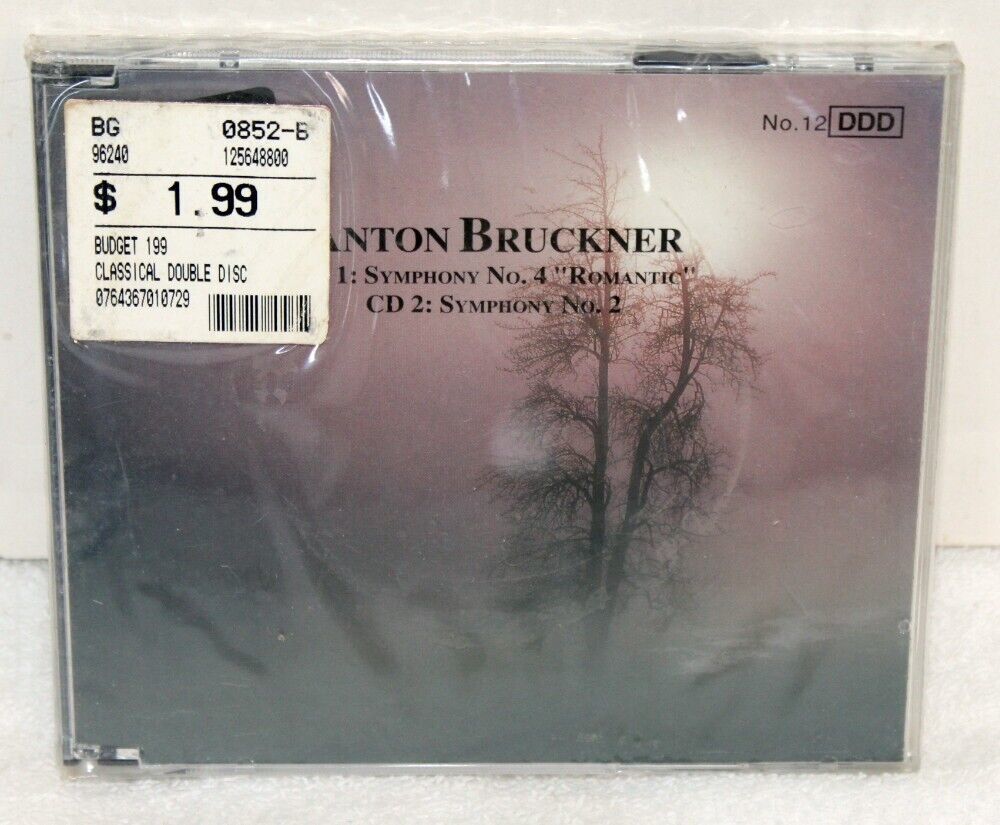 BG 0852-B
96240 125648800
$ 1.99
BUDGET 199
CLASSICAL DOUBLE DISC
0764367010729
No.12 DDD
ANTON BRUCKNER
1: SYMPHONY NO. 4 "ROMANTIC"
CD 2: SYMPHONY NO. 2